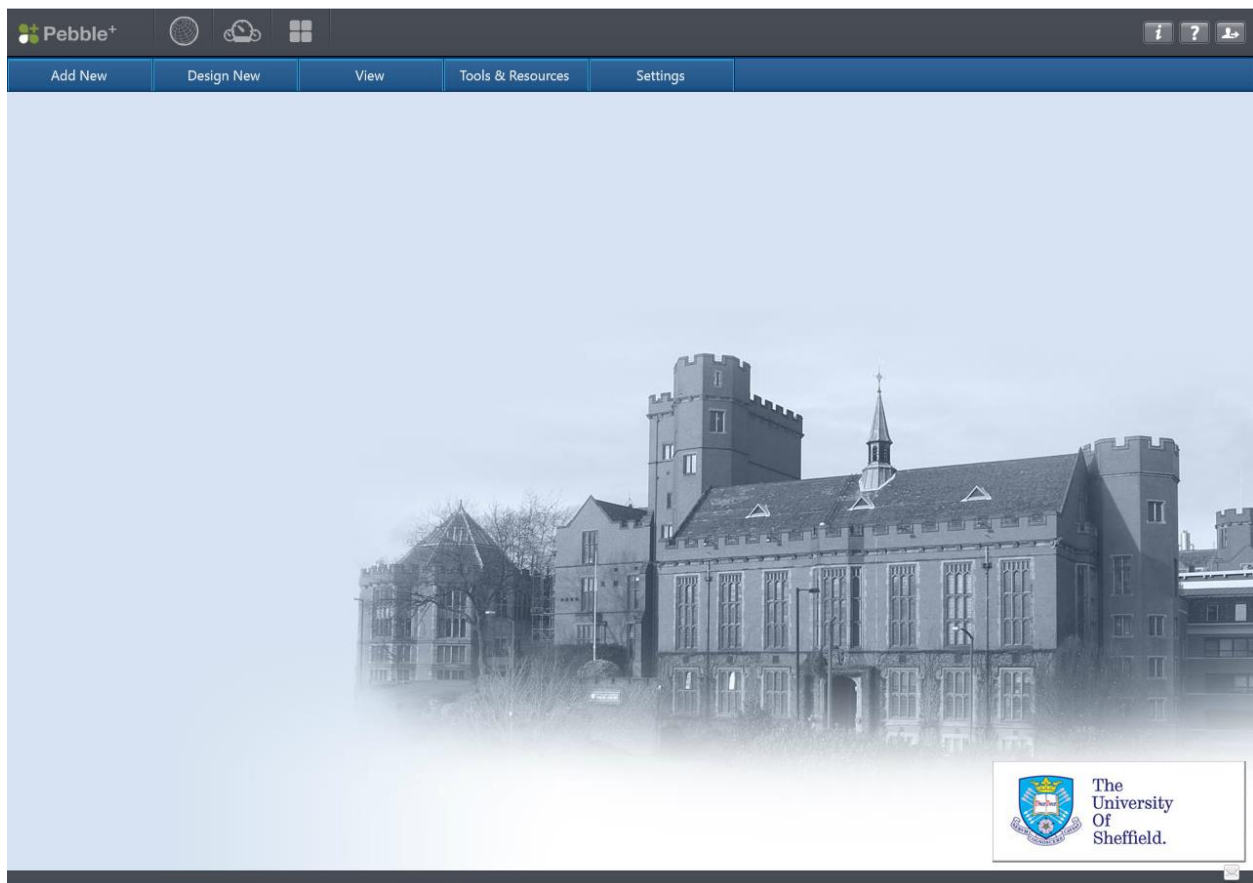 Pebble+
i
?
Add New
Design New
View
Tools & Resources
Settings
The
University
Of
Sheffield.